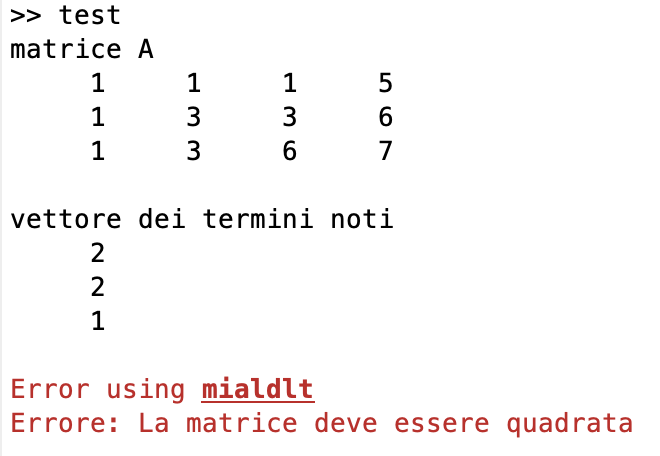 >> test
matrice A
1 1 1 5
1 3 3 6
1 3 6 7
vettore dei termini noti
2
2
1
Error using mialdlt
Errore: La matrice deve essere quadrata